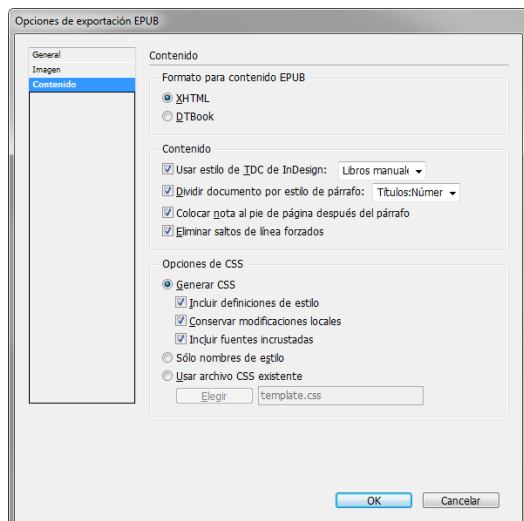 Opciones de exportación EPUB
General
Imagen
Contenido
Contenido
Formato para contenido EPUB
XHTML
DTBook
Contenido
Usar estilo de TDC de InDesign: Libros manuale
Dividir documento por estilo de párrafo: Títulos:Númer
Colocar nota al pie de página después del párrafo
Eliminar saltos de línea forzados
Opciones de CSS
Generar CSS
Incluir definiciones de estilo
Conservar modificaciones locales
Incluir fuentes incrustadas
Sólo nombres de estilo
Usar archivo CSS existente
Elegir template.css
OK Cancelar